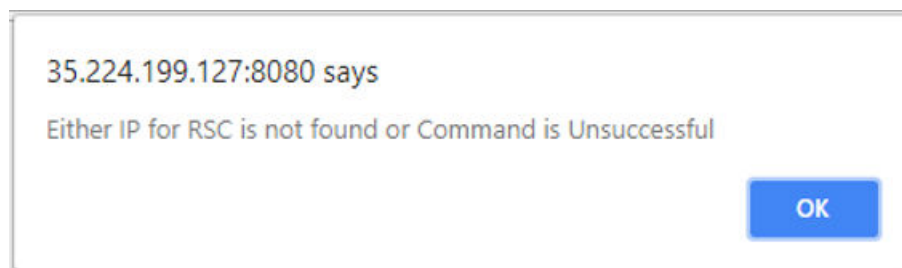 35.224.199.127:8080 says
Either IP for RSC is not found or Command is Unsuccessful
OK